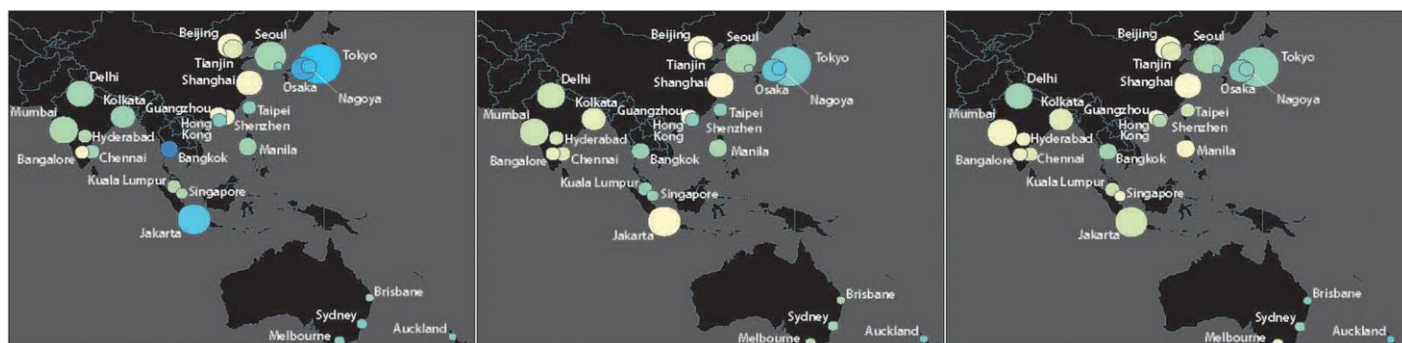 Beijing
Seoul
Tokyo
Tianjin
Shanghai
Osaka
Nagoya
Delhi
Kolkata
Guangzhou
Taipei
Mumbai
Hong
Kong
Shenzhen
Hyderabad
Manila
Bangalore
Chennai
Bangkok
Kuala Lumpur
Singapore
Jakarta
Brisbane
Sydney
Auckland
Melbourne
Beijing
Seoul
Tokyo
Tianjin
Shanghai
Osaka
Nagoya
Delhi
Kolkata
Guangzhou
Taipei
Mumbai
Hong
Kong
Shenzhen
Hyderabad
Manila
Bangalore
Chennai
Bangkok
Kuala Lumpur
Singapore
Jakarta
Brisbane
Sydney
Auckland
Melbourne
Beijing
Seoul
Tokyo
Tianjin
Shanghai
Osaka
Nagoya
Delhi
Kolkata
Guangzhou
Taipei
Mumbai
Hong
Kong
Shenzhen
Hyderabad
Manila
Bangalore
Chennai
Bangkok
Kuala Lumpur
Singapore
Jakarta
Brisbane
Sydney
Auckland
Melbourne